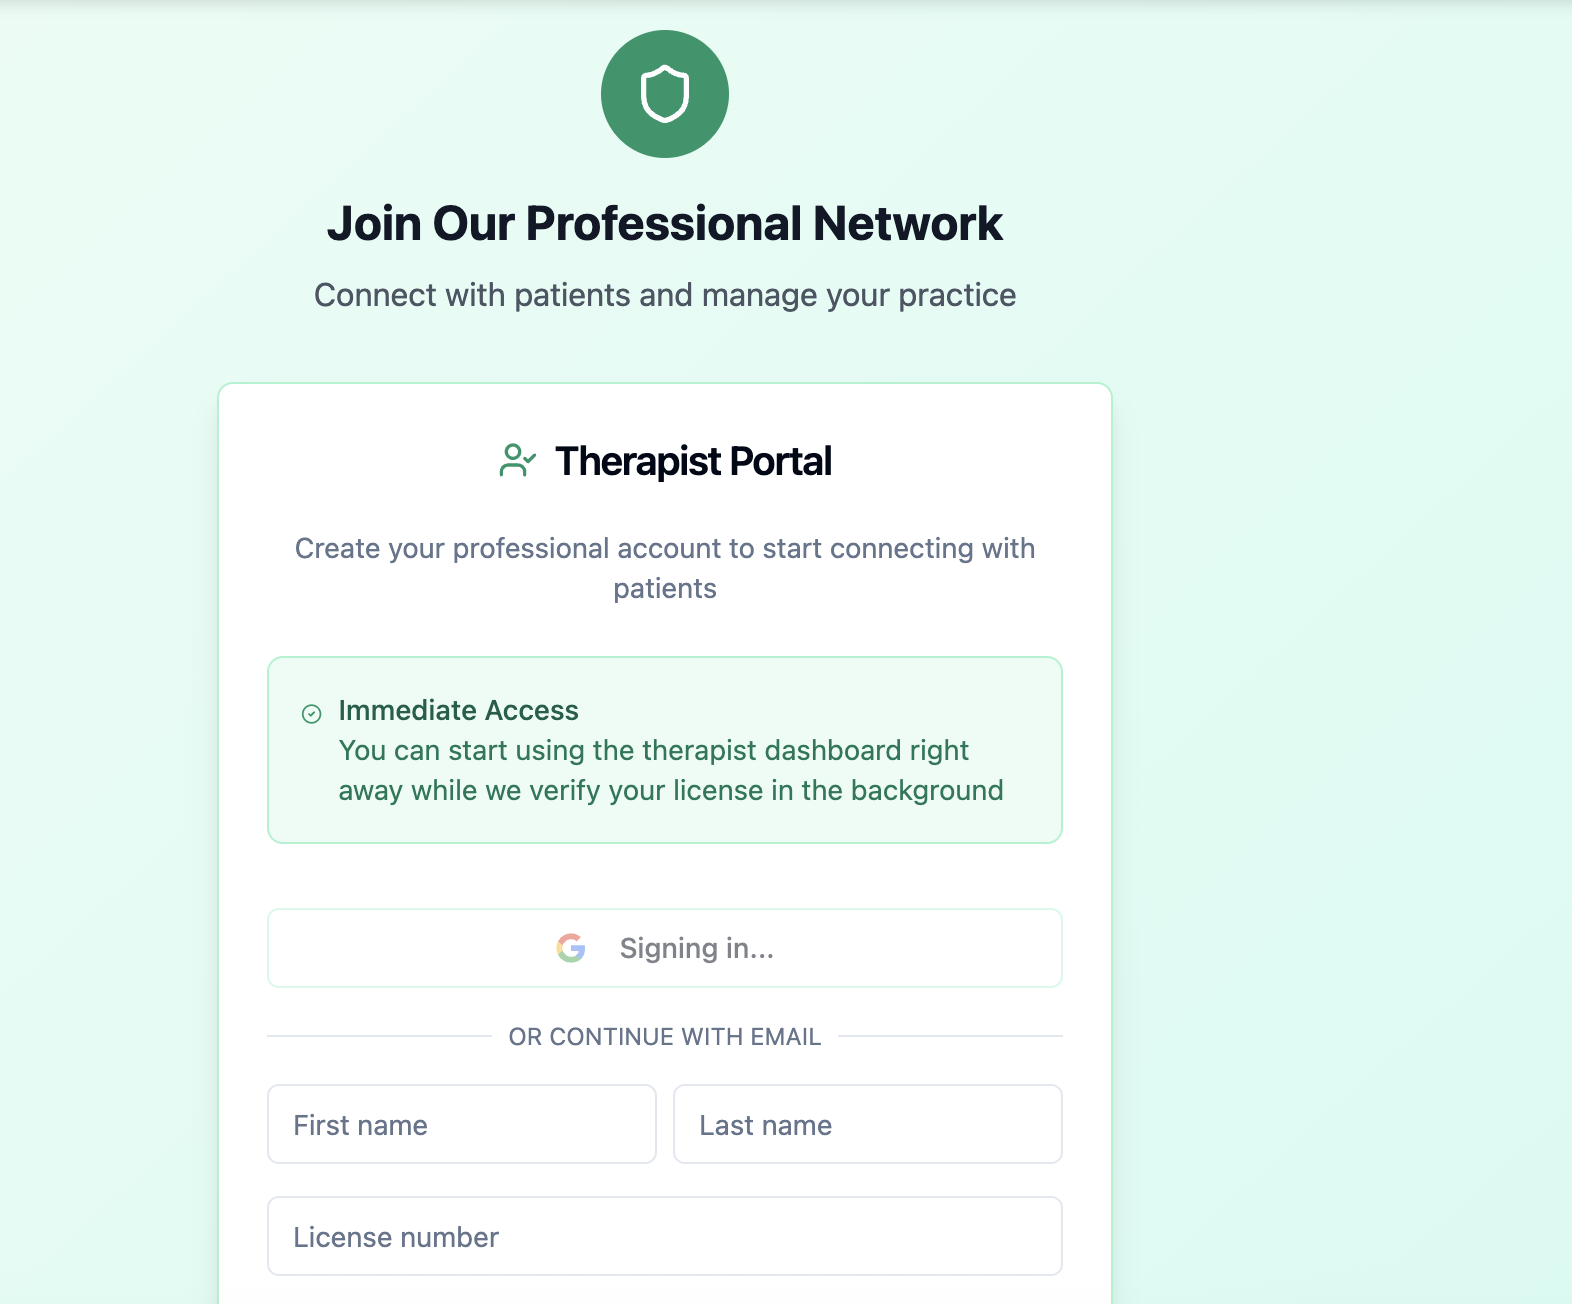 Join Our Professional Network
Connect with patients and manage your practice
Therapist Portal
Create your professional account to start connecting with
patients
Immediate Access
You can start using the therapist dashboard right
away while we verify your license in the background
Signing in...
OR CONTINUE WITH EMAIL
First name
Last name
License number